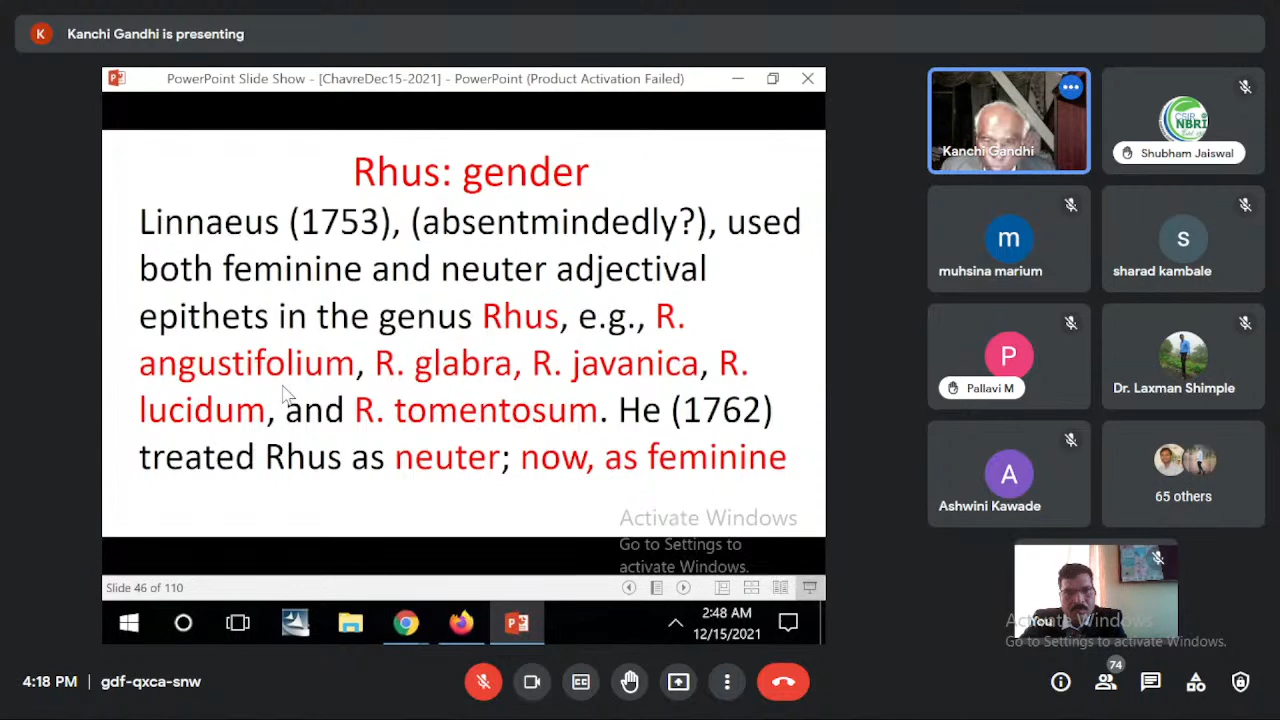 K Kanchi Gandhi is presenting
PowerPoint Slide Show - [ChavreDec15-2021] - PowerPoint (Product Activation Failed)
Rhus: gender
Linnaeus (1753), (absentmindedly?), used
both feminine and neuter adjectival
epithets in the genus Rhus, e.g., R.
angustifolium, R. glabra, R. javanica, R.
lucidum, and R. tomentosum. He (1762)
treated Rhus as neuter; now, as feminine
Activate Windows
Go to Settings to
activate Windows.
Slide 46 of 110
2:48 AM
12/15/2021
Kanchi Gandhi
CSIR
NBRI
Shubham Jaiswal
m
muhsina marium
s
sharad kambale
P
Pallavi M
Dr. Laxman Shimple
A
Ashwini Kawade
65 others
You
Activate Windows
Go to Settings to activate Windows.
4:18 PM | gdf-qxca-snw
CC
74